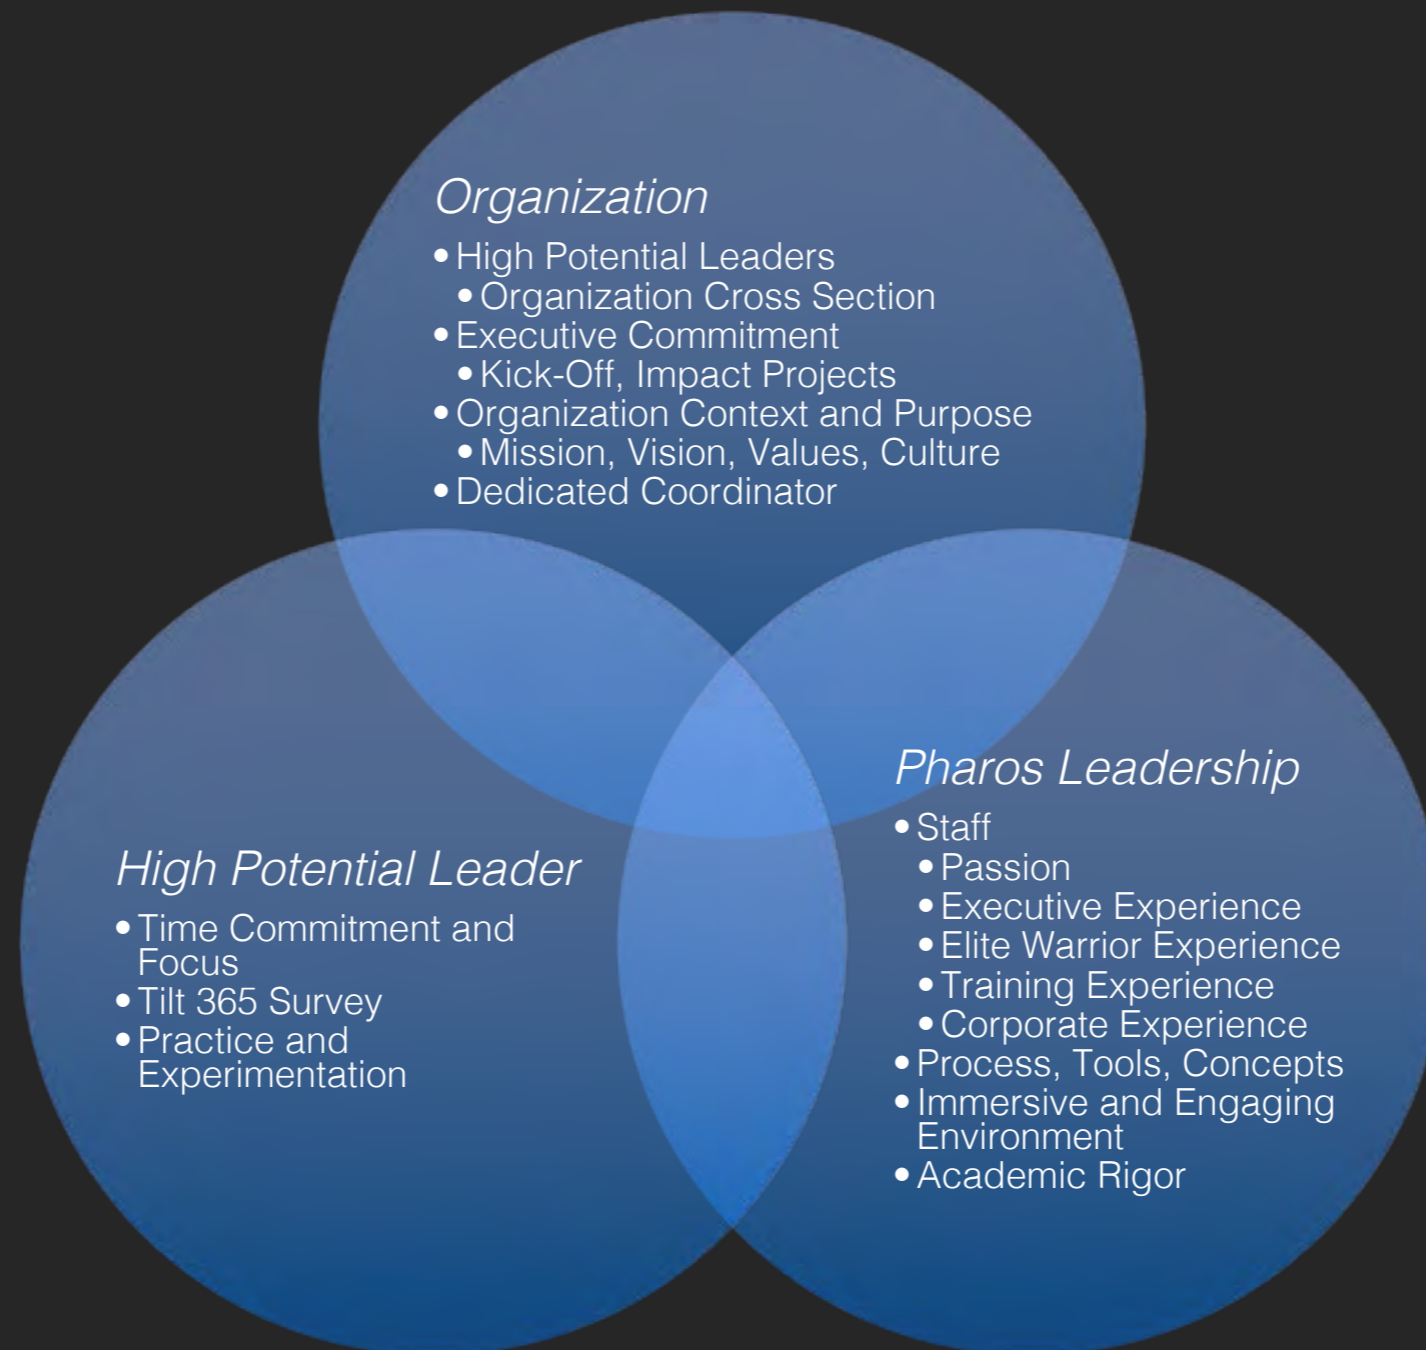 Organization
• High Potential Leaders
• Organization Cross Section
• Executive Commitment
• Kick-Off, Impact Projects
• Organization Context and Purpose
• Mission, Vision, Values, Culture
• Dedicated Coordinator
High Potential Leader
• Time Commitment and
Focus
• Tilt 365 Survey
• Practice and
Experimentation
Pharos Leadership
• Staff
• Passion
• Executive Experience
• Elite Warrior Experience
• Training Experience
• Corporate Experience
• Process, Tools, Concepts
• Immersive and Engaging
Environment
• Academic Rigor